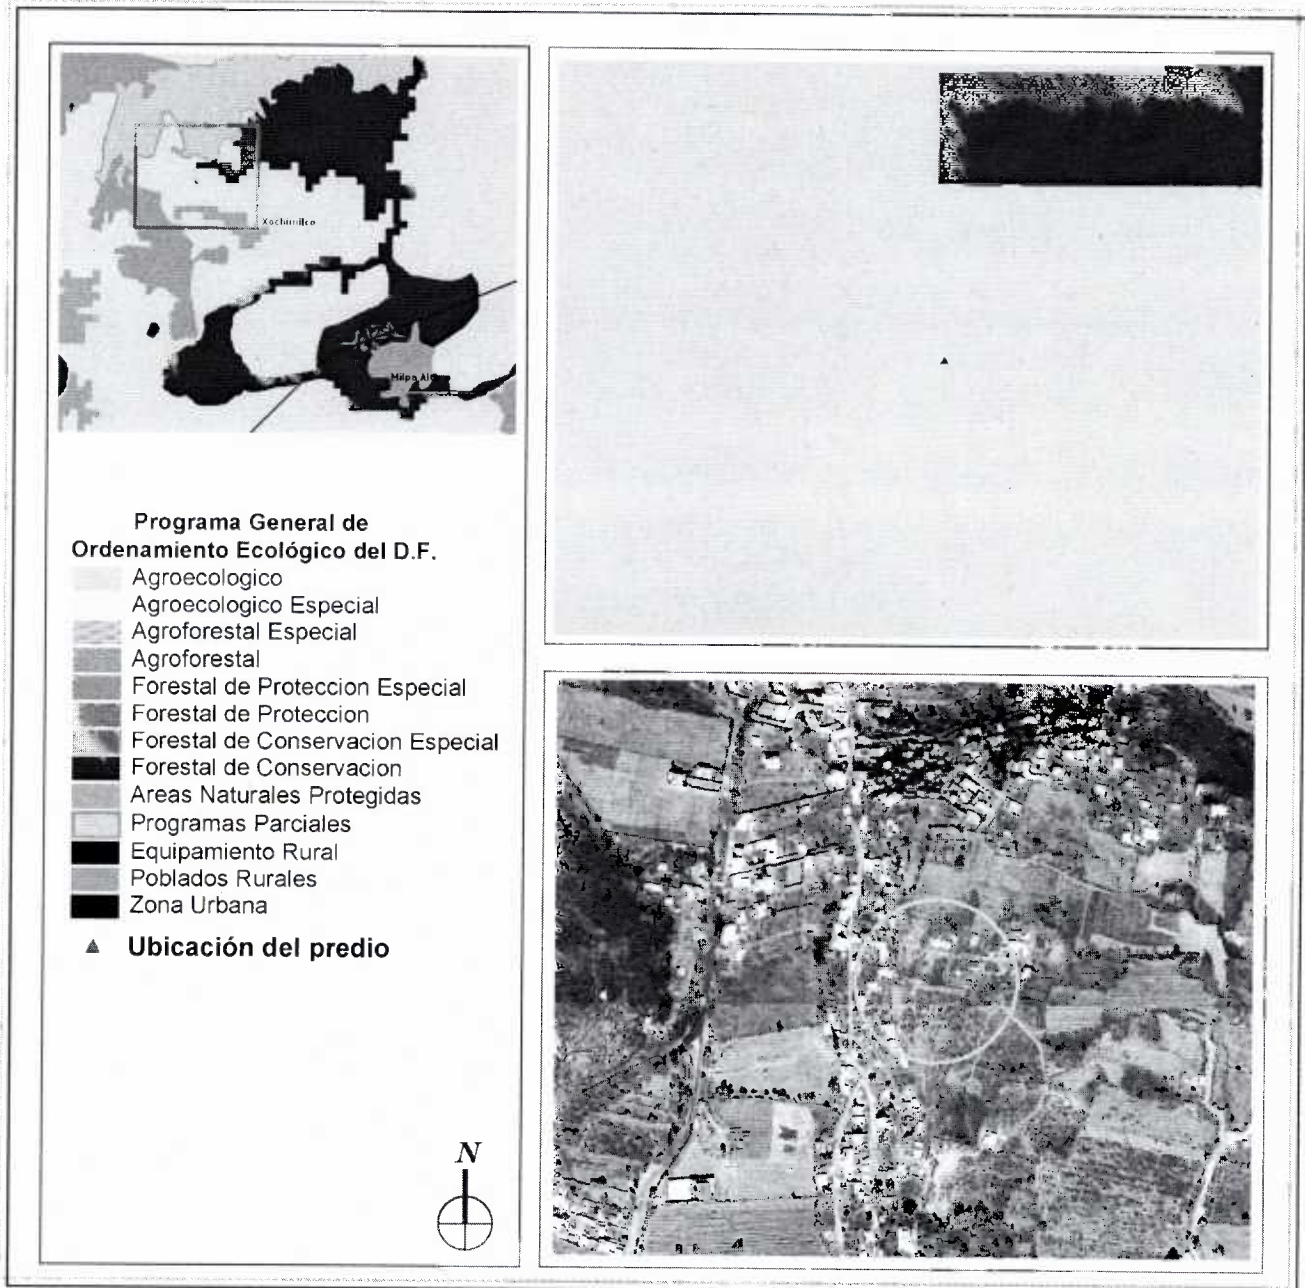 Xochimilco
Milpa Al
Programa General de
Ordenamiento Ecológico del D.F.
Agroecologico
Agroecologico Especial
Agroforestal Especial
Agroforestal
Forestal de Proteccion Especial
Forestal de Proteccion
Forestal de Conservacion Especial
Forestal de Conservacion
Areas Naturales Protegidas
Programas Parciales
Equipamiento Rural
Poblados Rurales
Zona Urbana
Ubicación del predio
N